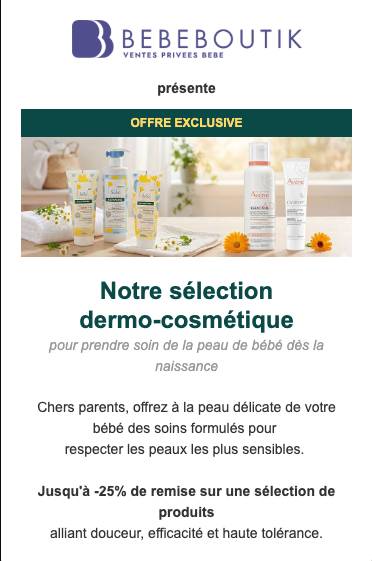 BEBEBOUTIK
VENTES PRIVEES BEBE
présente
OFFRE EXCLUSIVE
Avène
Avène
Notre sélection
dermo-cosmétique
pour prendre soin de la peau de bébé dès la
naissance
Chers parents, offrez à la peau délicate de votre
bébé des soins formulés pour
respecter les peaux les plus sensibles.
Jusqu'à -25% de remise sur une sélection de
produits
alliant douceur, efficacité et haute tolérance.